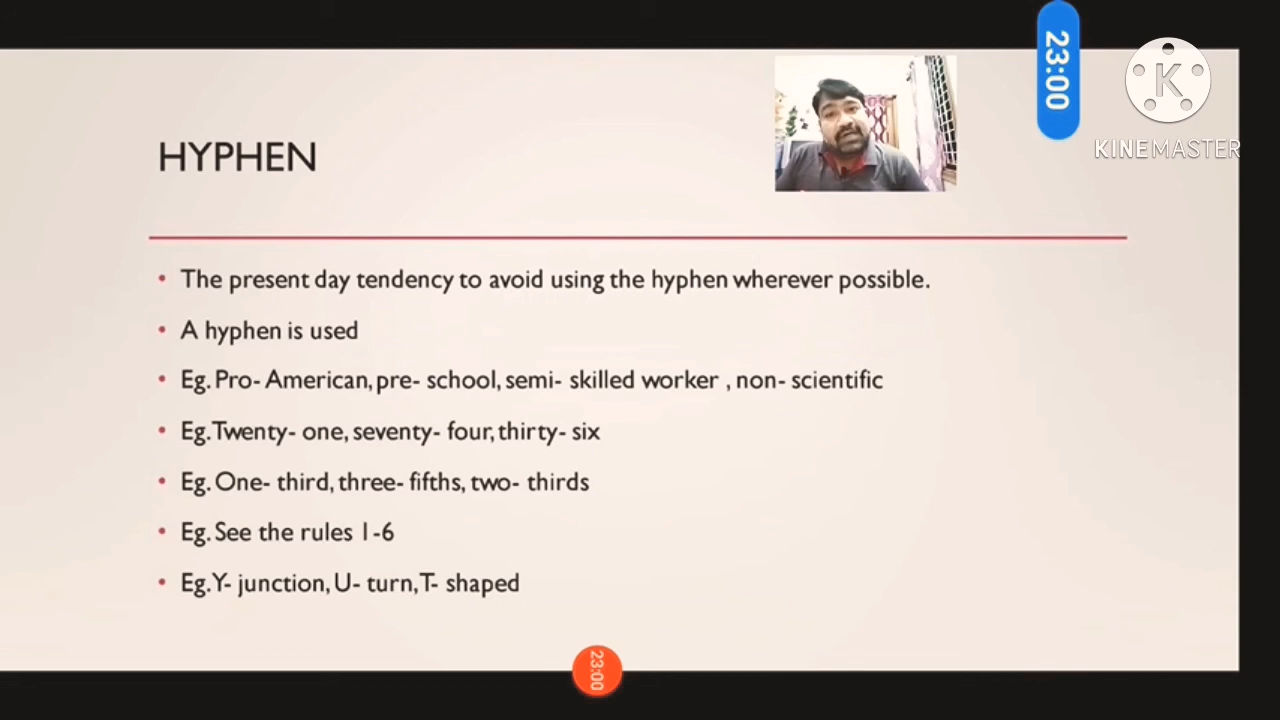 23:00
K
KINEMASTER
HYPHEN
• The present day tendency to avoid using the hyphen wherever possible.
• A hyphen is used
• Eg. Pro- American, pre- school, semi- skilled worker , non- scientific
• Eg. Twenty- one, seventy- four, thirty- six
• Eg. One- third, three- fifths, two- thirds
• Eg. See the rules 1-6
• Eg. Y- junction, U- turn, T- shaped
23:00